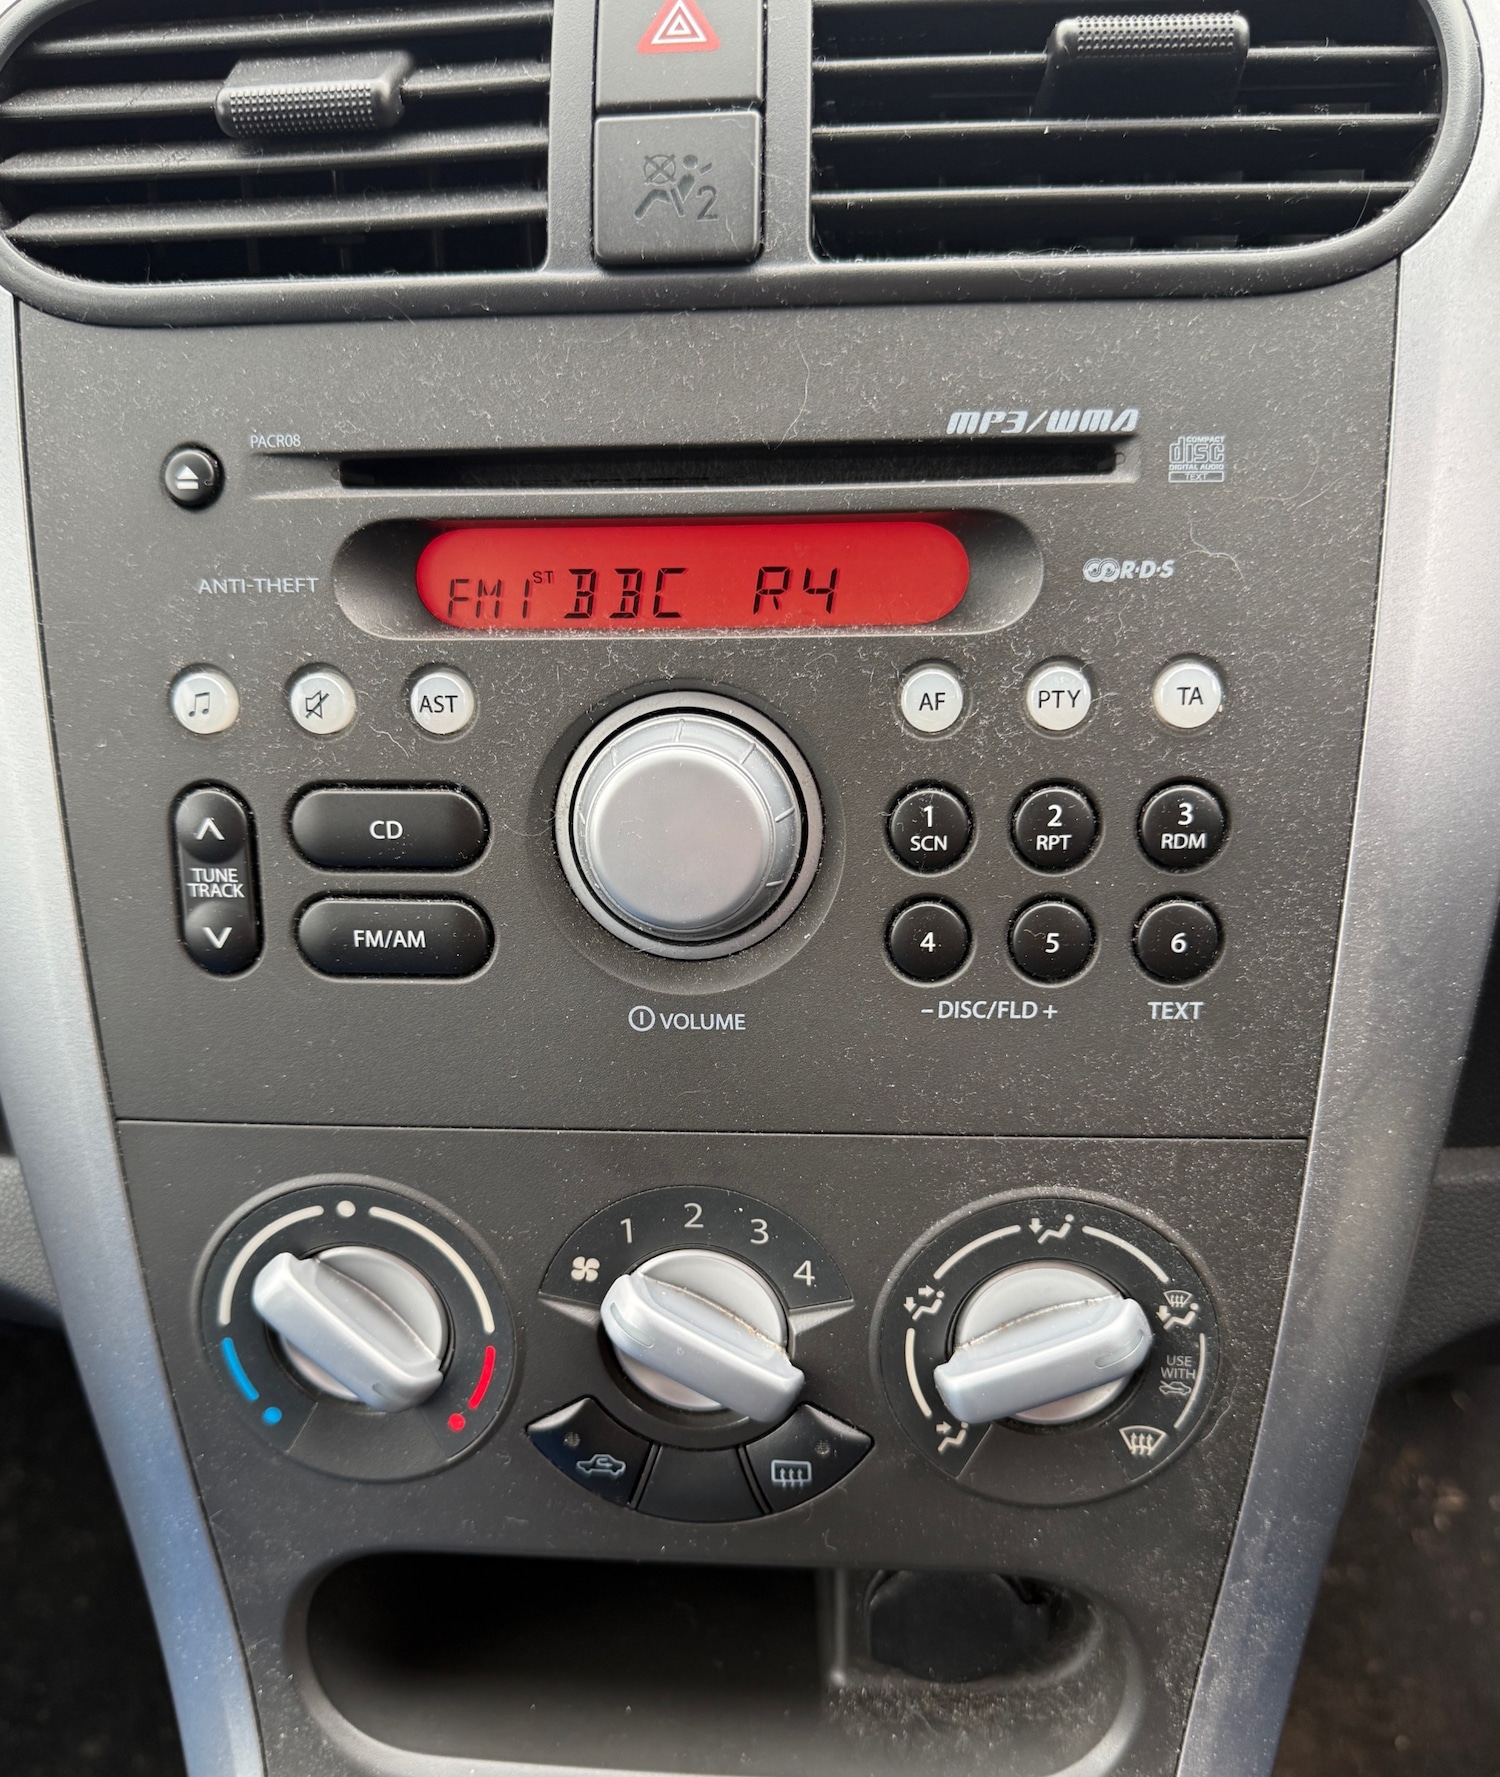 2
MP3/WMA
PACR08
COMPACT
disc
DIGITAL AUDIO
TEXT
ANTI-THEFT
FM1 ST BBC R4
R·D·S
AST
AF
PTY
TA
TUNE
TRACK
CD
FM/AM
1
SCN
2
RPT
3
RDM
4
5
6
VOLUME
– DISC/FLD +
TEXT
1 2 3 4
USE
WITH